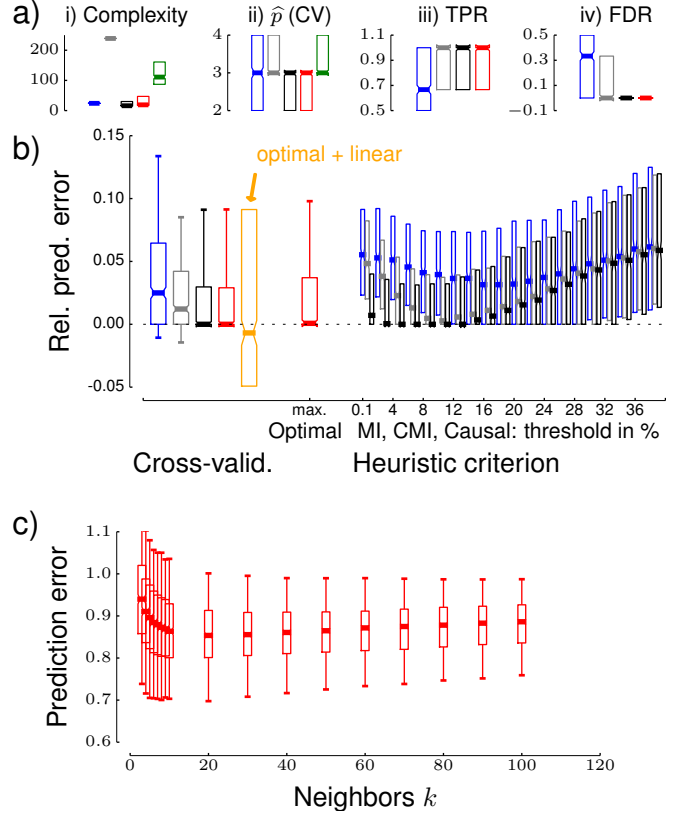 a) i) Complexity ii) p̂ (CV) iii) TPR iv) FDR
200
100
0
4
3
2
1.1
0.9
0.7
0.5
0.5
0.3
0.1
−0.1
b)
optimal + linear
Rel. pred. error
0.15
0.10
0.05
0.00
-0.05
max. 0.1 4 8 12 16 20 24 28 32 36
Optimal MI, CMI, Causal: threshold in %
Cross-valid. Heuristic criterion
c)
Prediction error
1.1
1.0
0.9
0.8
0.7
0.6
0 20 40 60 80 100 120
Neighbors k